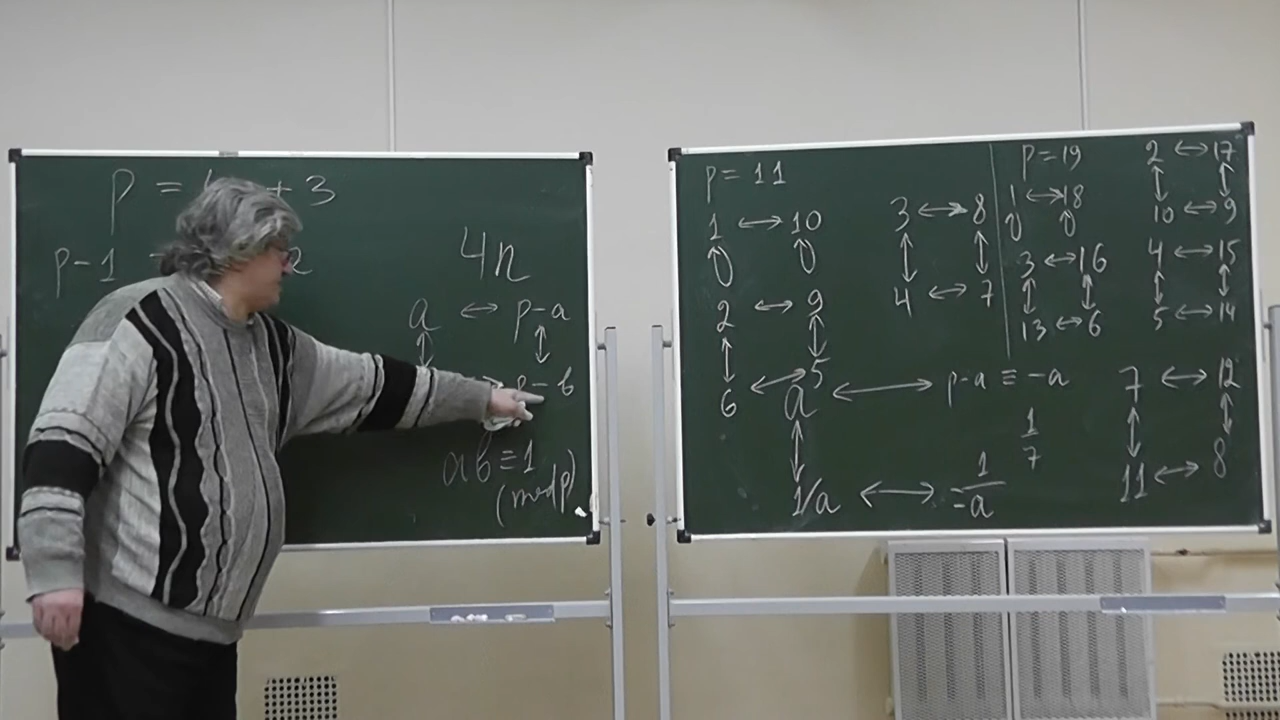 p = + 3
p-1 2
4n
a ↔ p-a
↕ ↕
p-b
ab ≡ 1
(mod p)
p = 11
1 ↔ 10
2 ↔ 9
↕ ↕
6 ↔ 5
3 ↔ 8
↕ ↕
4 ↔ 7
a ↔ p-a ≡ -a
↕
1/a ↔ 1/-a
1/7
p=19
1 ↔ 18
3 ↔ 16
↕ ↕
13 ↔ 6
2 ↔ 17
↕ ↕
10 ↔ 9
4 ↔ 15
↕ ↕
5 ↔ 14
7 ↔ 12
↕ ↕
11 ↔ 8